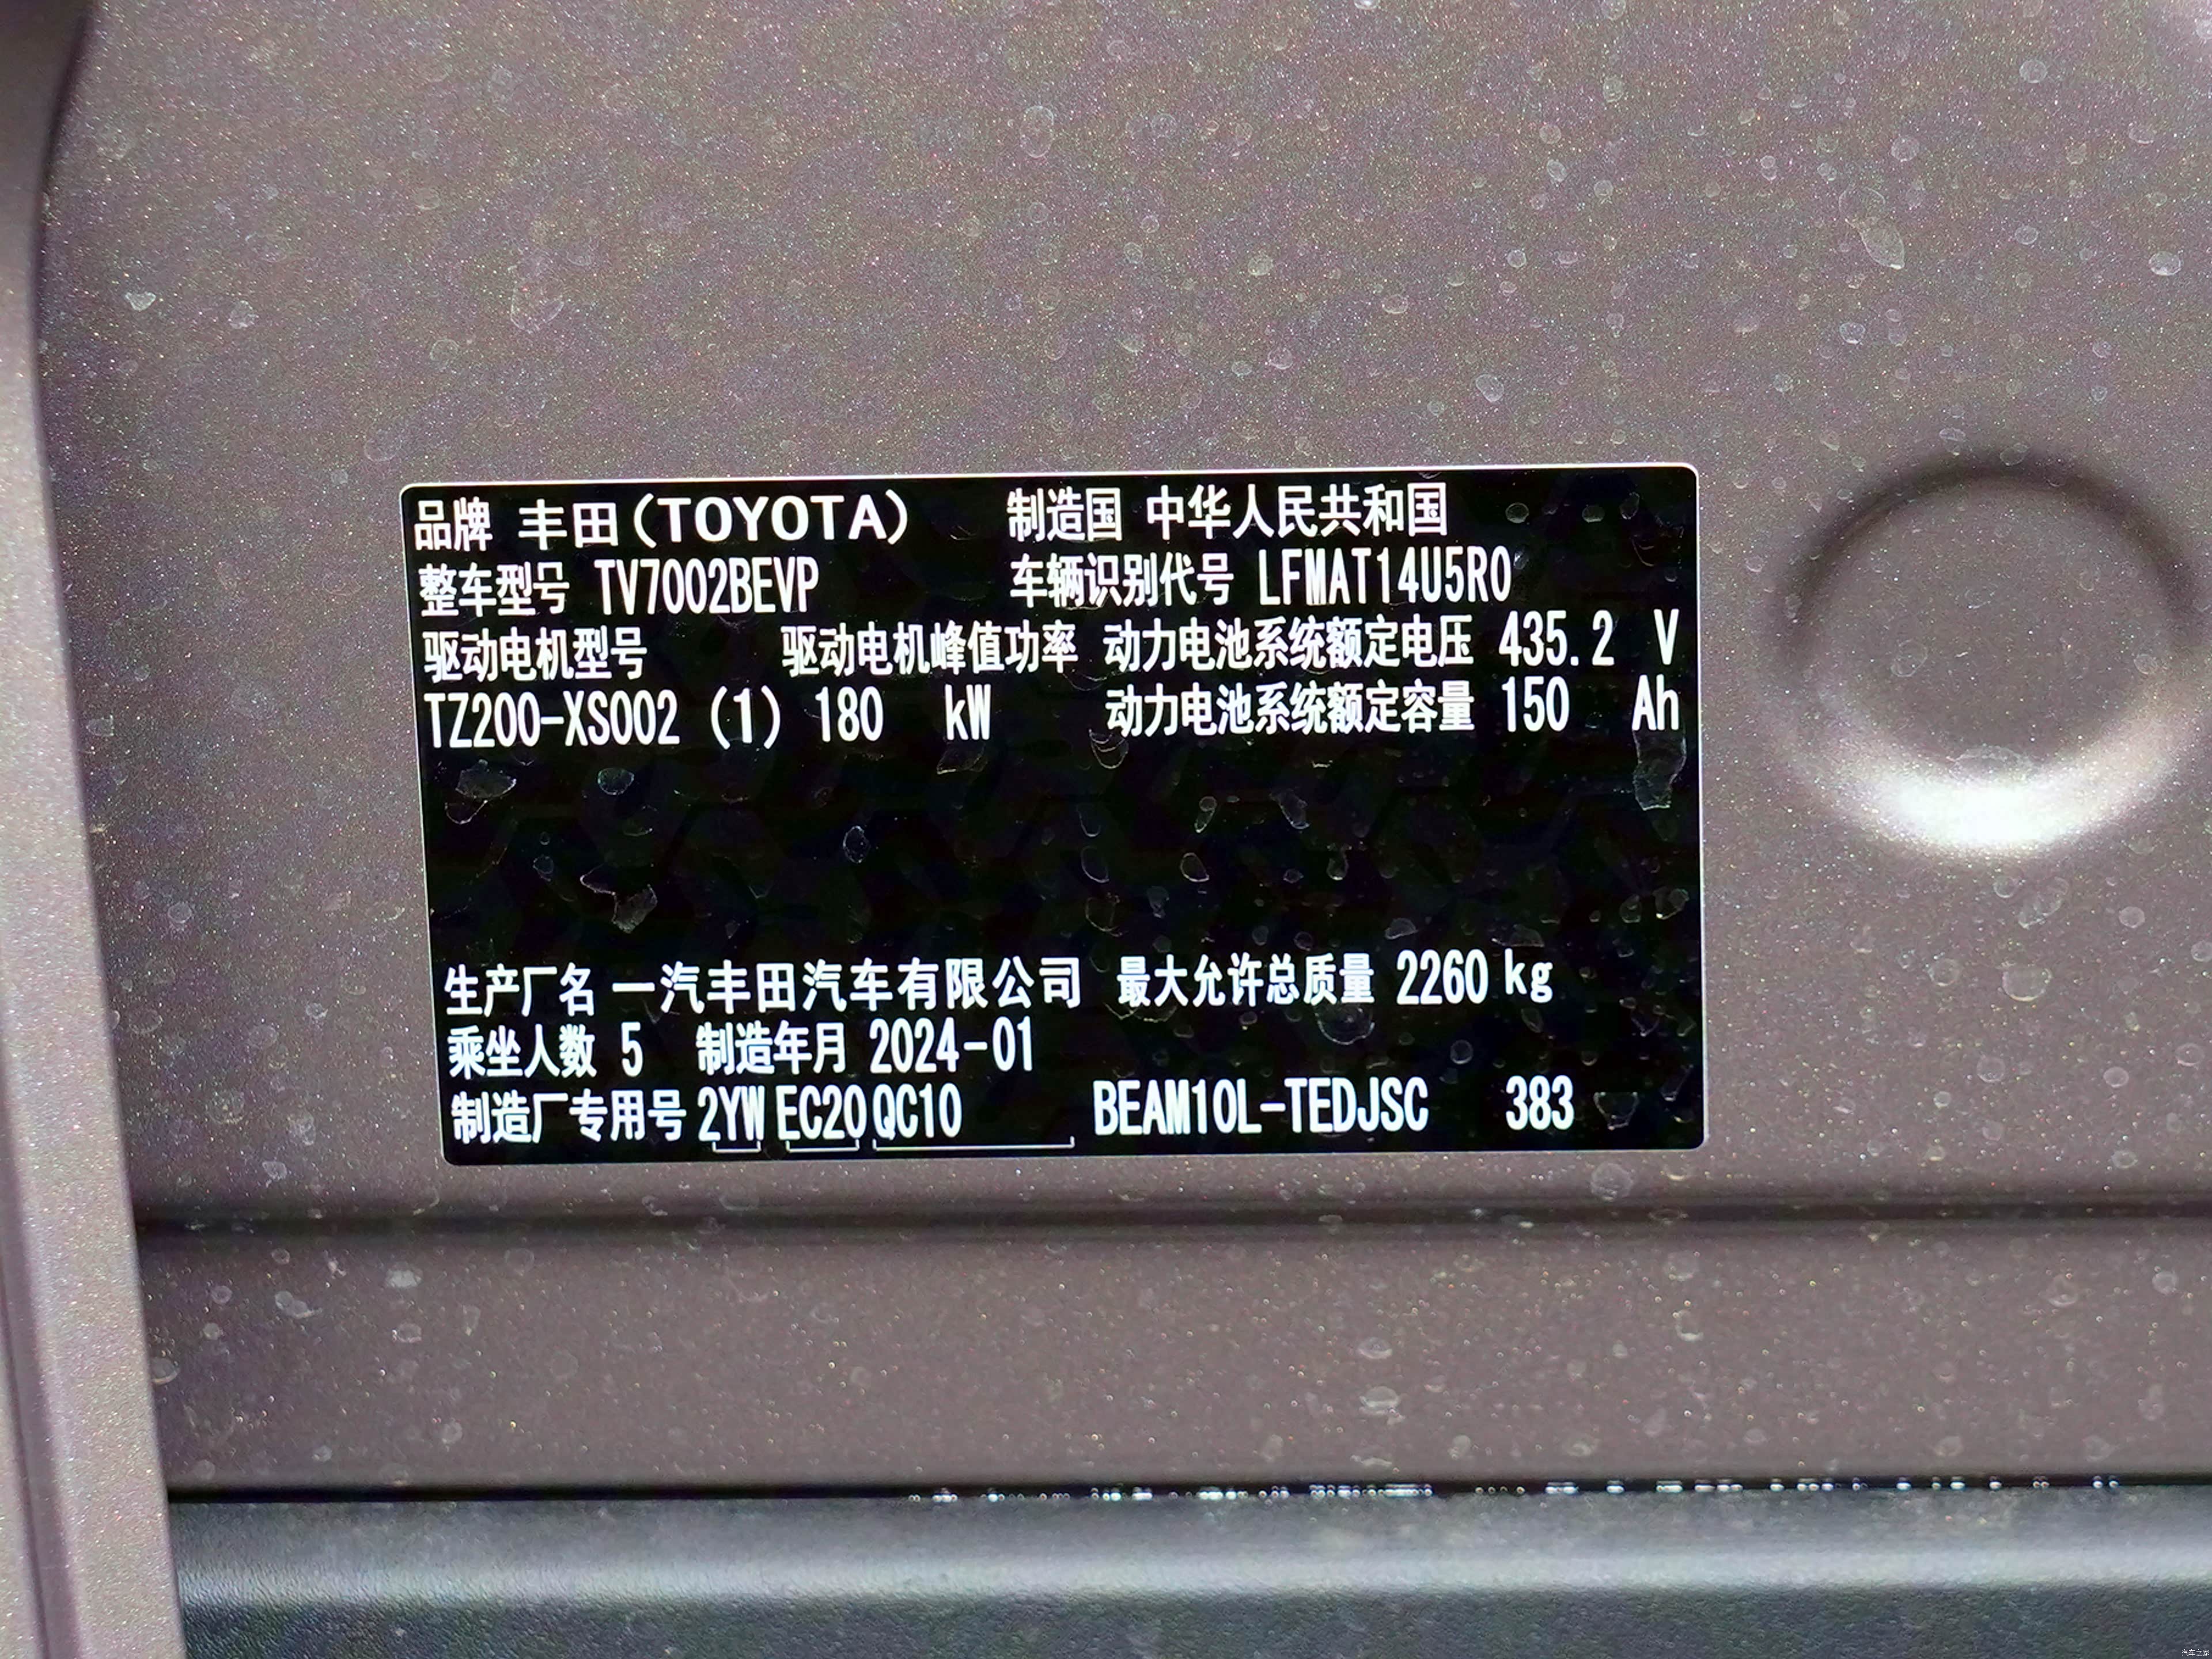 品牌 丰田(TOYOTA) 制造国 中华人民共和国
整车型号 TV7002BEVP 车辆识别代号 LFMAT14U5R0
驱动电机型号 驱动电机峰值功率 动力电池系统额定电压 435.2 V
TZ200-XS002 (1) 180 kW 动力电池系统额定容量 150 Ah
生产厂名 一汽丰田汽车有限公司 最大允许总质量 2260 kg
乘坐人数 5 制造年月 2024-01
制造厂专用号 2YW EC20 QC10 BEAM10L-TEDJSC 383
汽车之家